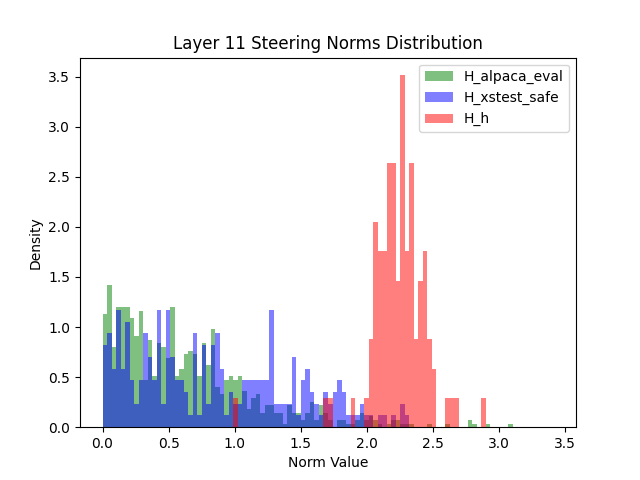 Layer 11 Steering Norms Distribution
H_alpaca_eval
H_xstest_safe
H_h
Density
3.5
3.0
2.5
2.0
1.5
1.0
0.5
0.0
0.0 0.5 1.0 1.5 2.0 2.5 3.0 3.5
Norm Value